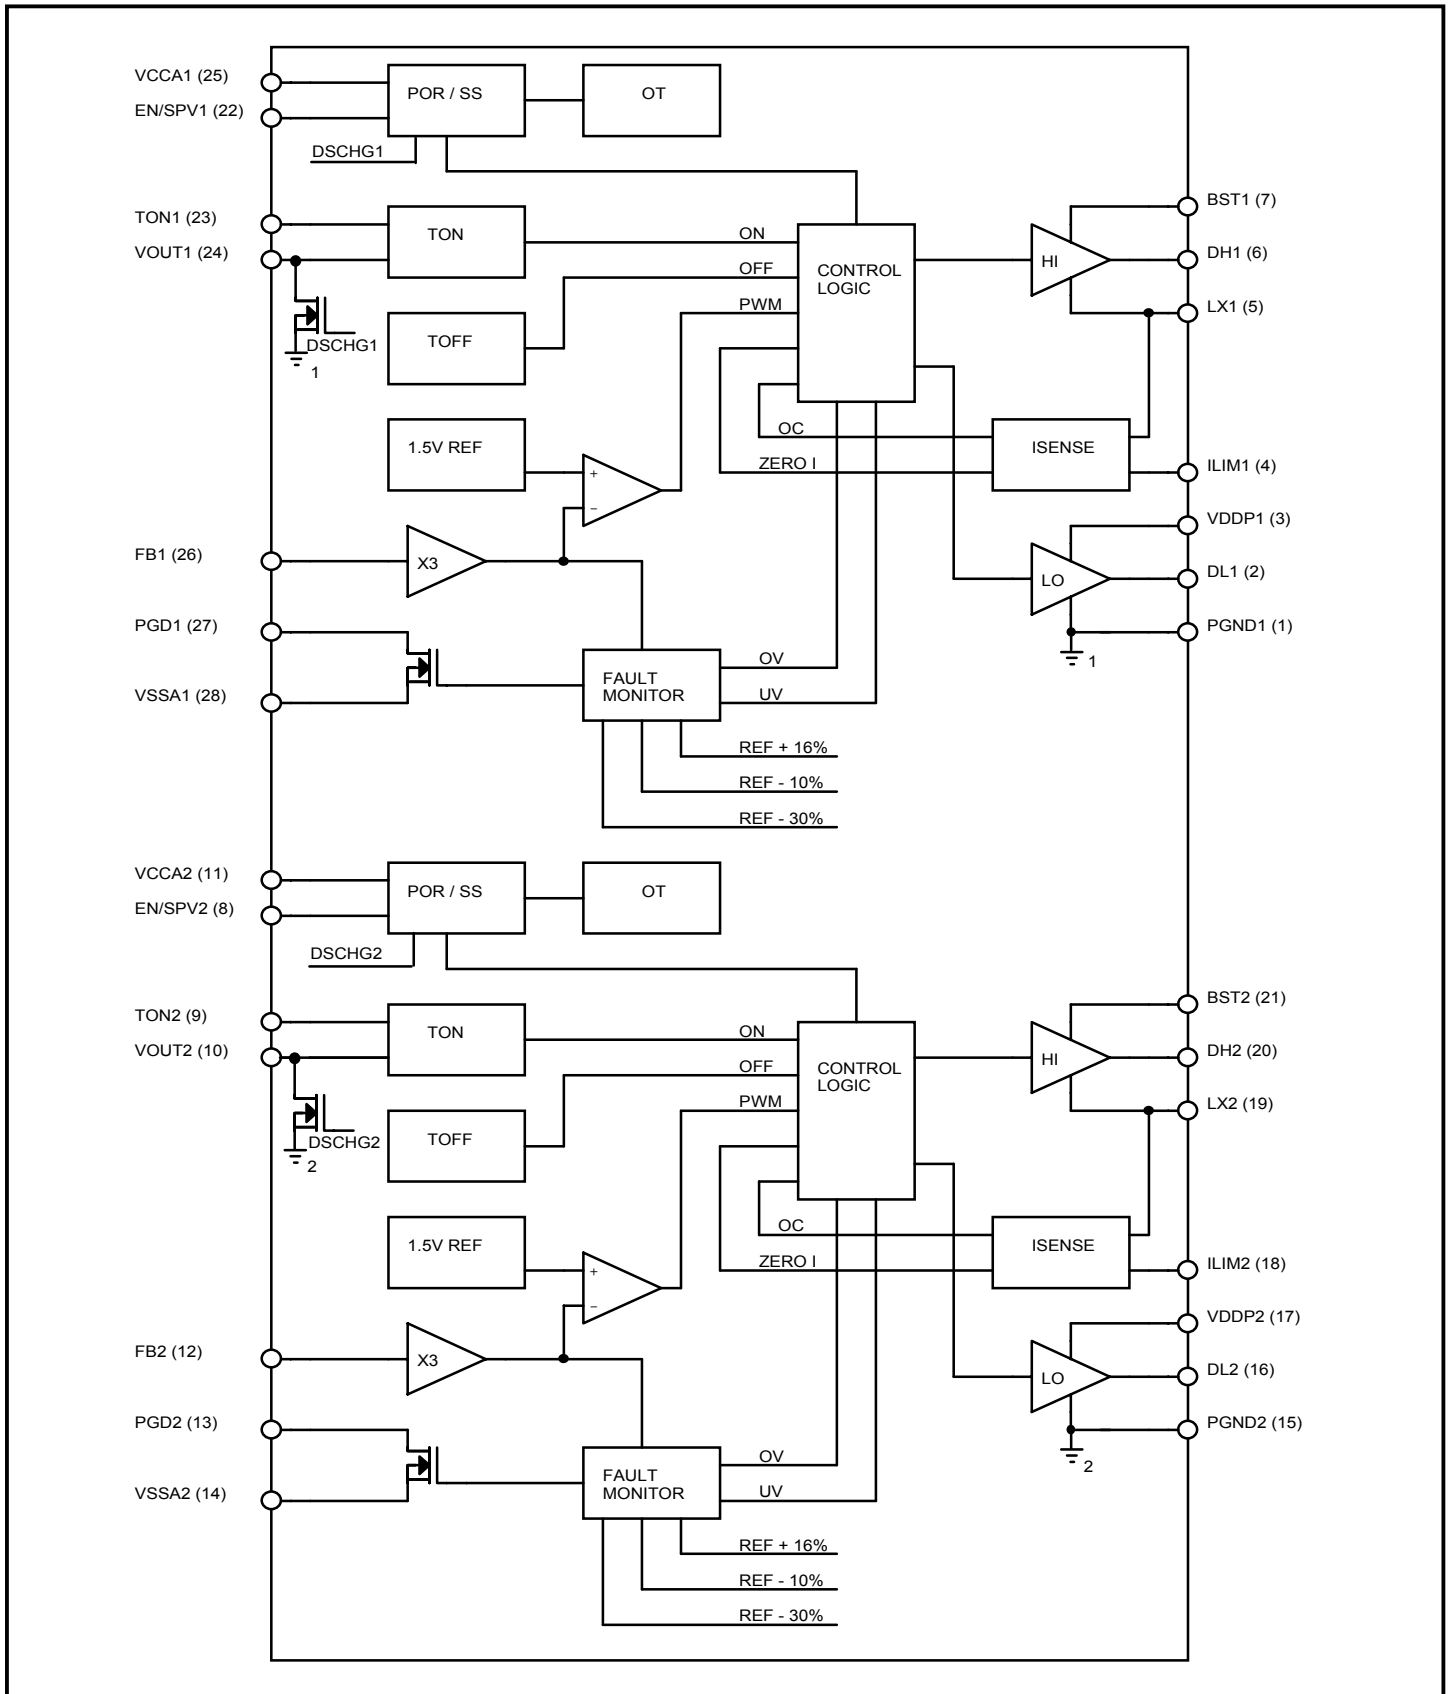 VCCA1 (25)
POR / SS
OT
EN/SPV1 (22)
DSCHG1
BST1 (7)
TON1 (23)
TON
ON
VOUT1 (24)
HI
DH1 (6)
OFF
CONTROL
LOGIC
PWM
LX1 (5)
TOFF
DSCHG1
1
OC
1.5V REF
ISENSE
ZERO I
ILIM1 (4)
+
−
VDDP1 (3)
FB1 (26)
X3
LO
DL1 (2)
PGD1 (27)
PGND1 (1)
1
OV
FAULT
MONITOR
VSSA1 (28)
UV
REF + 16%
REF - 10%
REF - 30%
VCCA2 (11)
POR / SS
OT
EN/SPV2 (8)
DSCHG2
BST2 (21)
TON2 (9)
TON
ON
VOUT2 (10)
HI
DH2 (20)
OFF
CONTROL
LOGIC
PWM
LX2 (19)
TOFF
DSCHG2
2
OC
1.5V REF
ISENSE
ZERO I
ILIM2 (18)
+
−
VDDP2 (17)
FB2 (12)
X3
LO
DL2 (16)
PGD2 (13)
PGND2 (15)
2
OV
FAULT
MONITOR
VSSA2 (14)
UV
REF + 16%
REF - 10%
REF - 30%